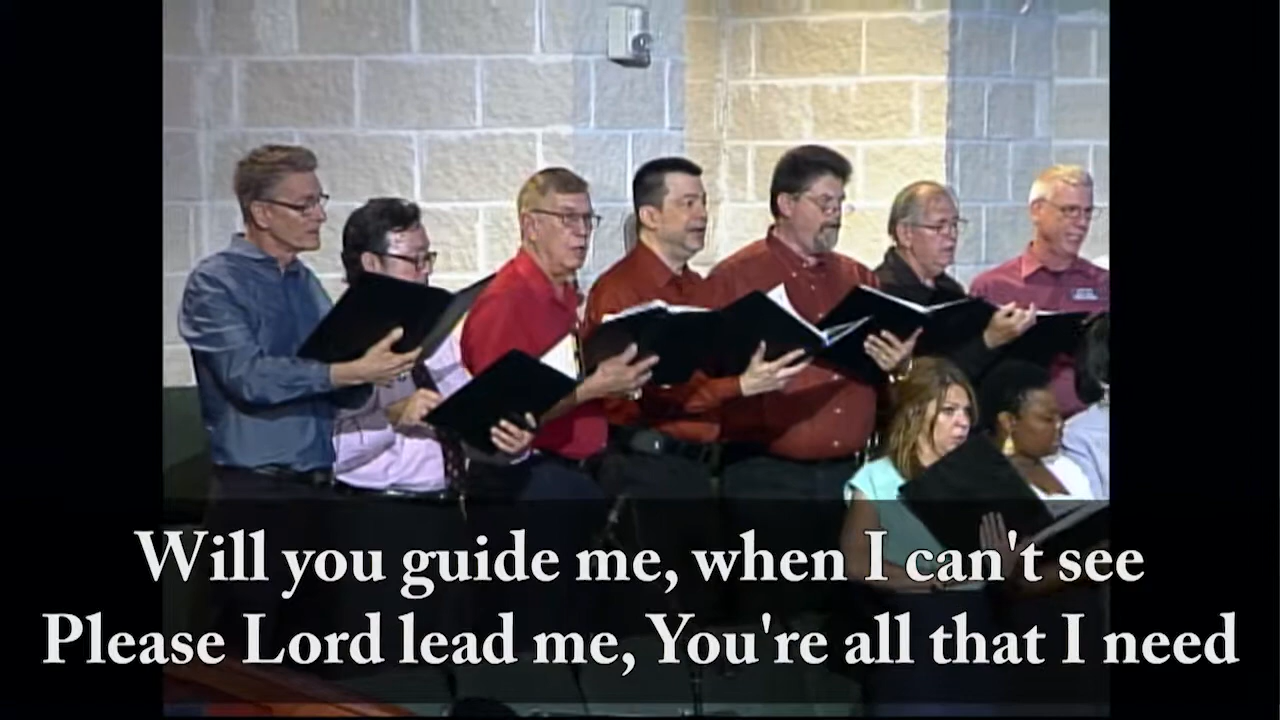 Will you guide me, when I can't see
Please Lord lead me, You're all that I need